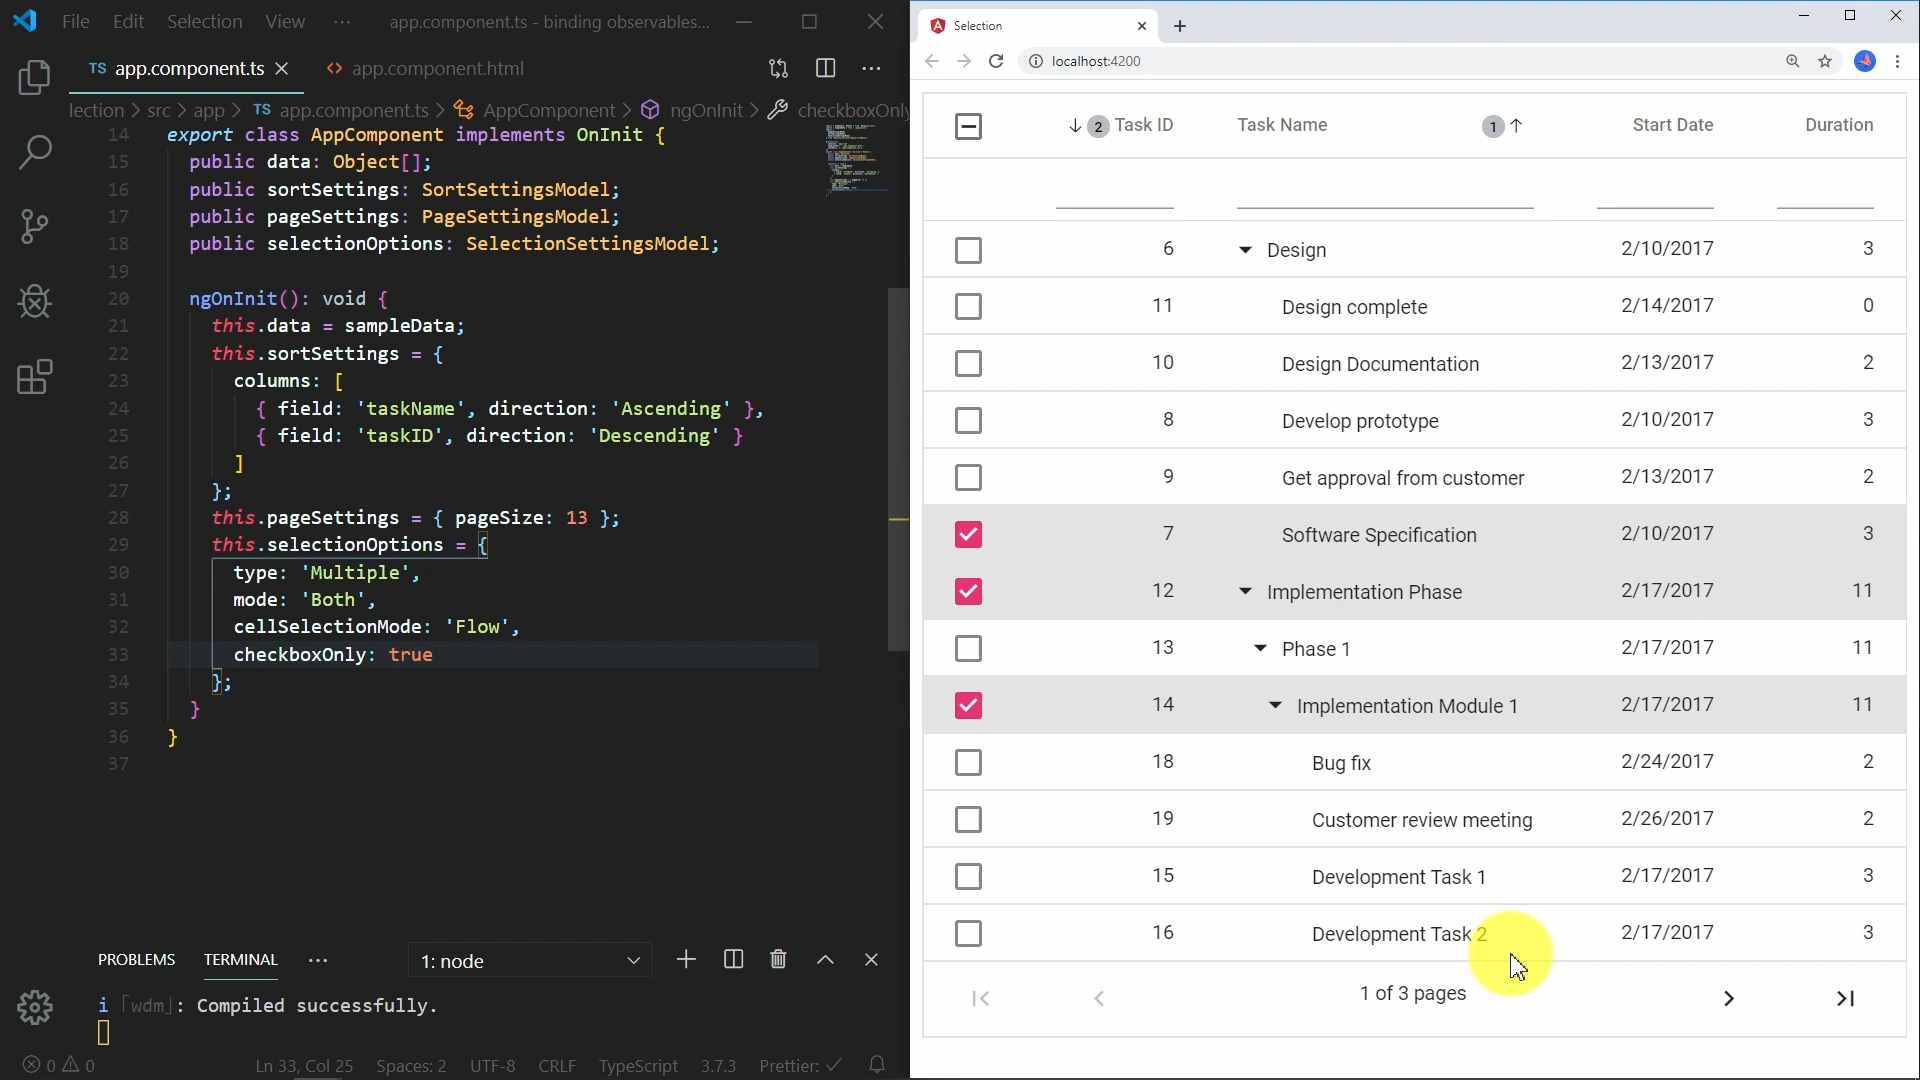 File Edit Selection View ··· app.component.ts - binding observables...
TS app.component.ts <> app.component.html
lection > src > app > TS app.component.ts > AppComponent > ngOnInit > checkboxOnly
14 export class AppComponent implements OnInit {
15 public data: Object[];
16 public sortSettings: SortSettingsModel;
17 public pageSettings: PageSettingsModel;
18 public selectionOptions: SelectionSettingsModel;
19
20 ngOnInit(): void {
21 this.data = sampleData;
22 this.sortSettings = {
23 columns: [
24 { field: 'taskName', direction: 'Ascending' },
25 { field: 'taskID', direction: 'Descending' }
26 ]
27 };
28 this.pageSettings = { pageSize: 13 };
29 this.selectionOptions = {
30 type: 'Multiple',
31 mode: 'Both',
32 cellSelectionMode: 'Flow',
33 checkboxOnly: true
34 };
35 }
36 }
37
PROBLEMS TERMINAL ··· 1: node
i ｢wdm｣: Compiled successfully.
0 0 Ln 33, Col 25 Spaces: 2 UTF-8 CRLF TypeScript 3.7.3 Prettier: ✓
Selection
localhost:4200
↓ 2 Task ID Task Name 1 ↑ Start Date Duration
6 Design 2/10/2017 3
11 Design complete 2/14/2017 0
10 Design Documentation 2/13/2017 2
8 Develop prototype 2/10/2017 3
9 Get approval from customer 2/13/2017 2
7 Software Specification 2/10/2017 3
12 Implementation Phase 2/17/2017 11
13 Phase 1 2/17/2017 11
14 Implementation Module 1 2/17/2017 11
18 Bug fix 2/24/2017 2
19 Customer review meeting 2/26/2017 2
15 Development Task 1 2/17/2017 3
16 Development Task 2 2/17/2017 3
1 of 3 pages